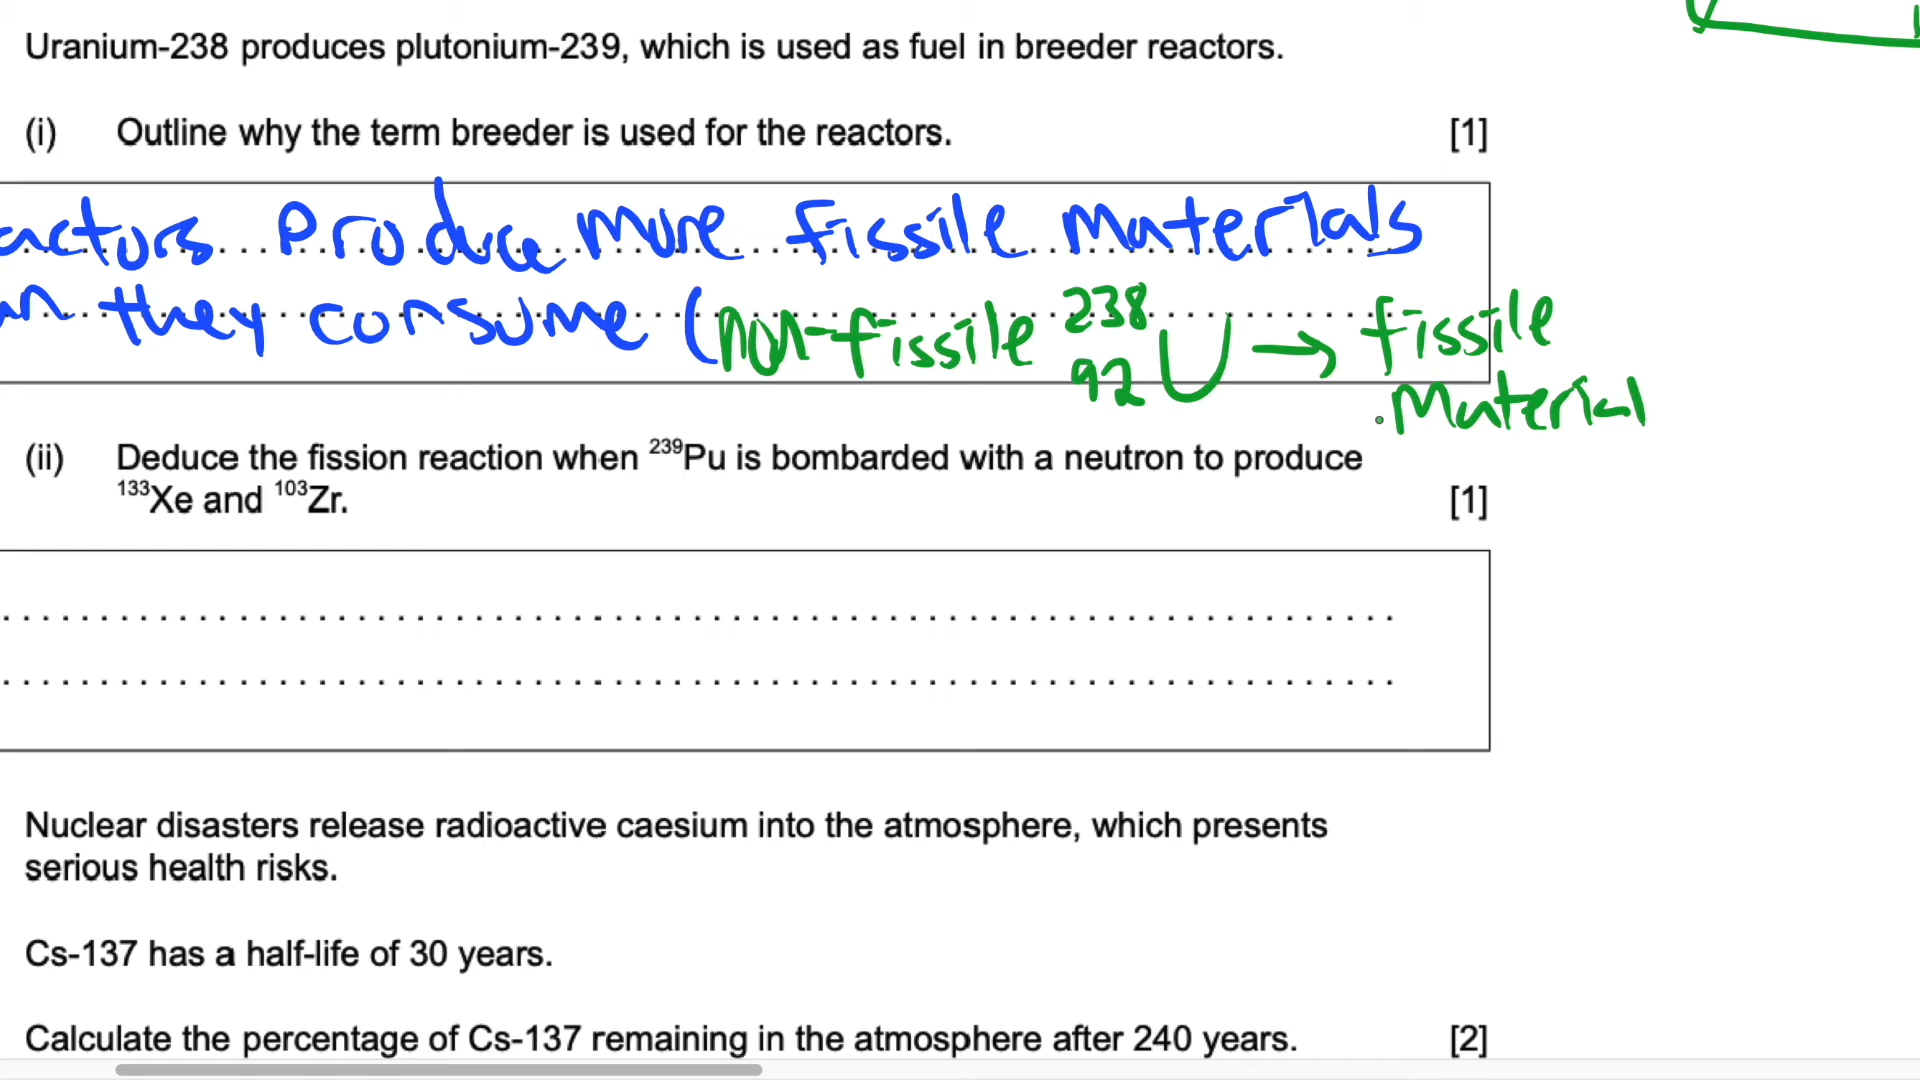 Uranium-238 produces plutonium-239, which is used as fuel in breeder reactors.
(i) Outline why the term breeder is used for the reactors. [1]
actors produce more fissile materials
an they consume (non-fissile ²³⁸₉₂U → fissile
material
(ii) Deduce the fission reaction when ²³⁹Pu is bombarded with a neutron to produce
¹³³Xe and ¹⁰³Zr. [1]
Nuclear disasters release radioactive caesium into the atmosphere, which presents
serious health risks.
Cs-137 has a half-life of 30 years.
Calculate the percentage of Cs-137 remaining in the atmosphere after 240 years. [2]